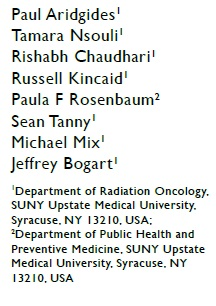 Paul Aridgides¹
Tamara Nsouli¹
Rishabh Chaudhari¹
Russell Kincaid¹
Paula F Rosenbaum²
Sean Tanny¹
Michael Mix¹
Jeffrey Bogart¹
¹Department of Radiation Oncology,
SUNY Upstate Medical University,
Syracuse, NY 13210, USA;
²Department of Public Health and
Preventive Medicine, SUNY Upstate
Medical University, Syracuse, NY
13210, USA